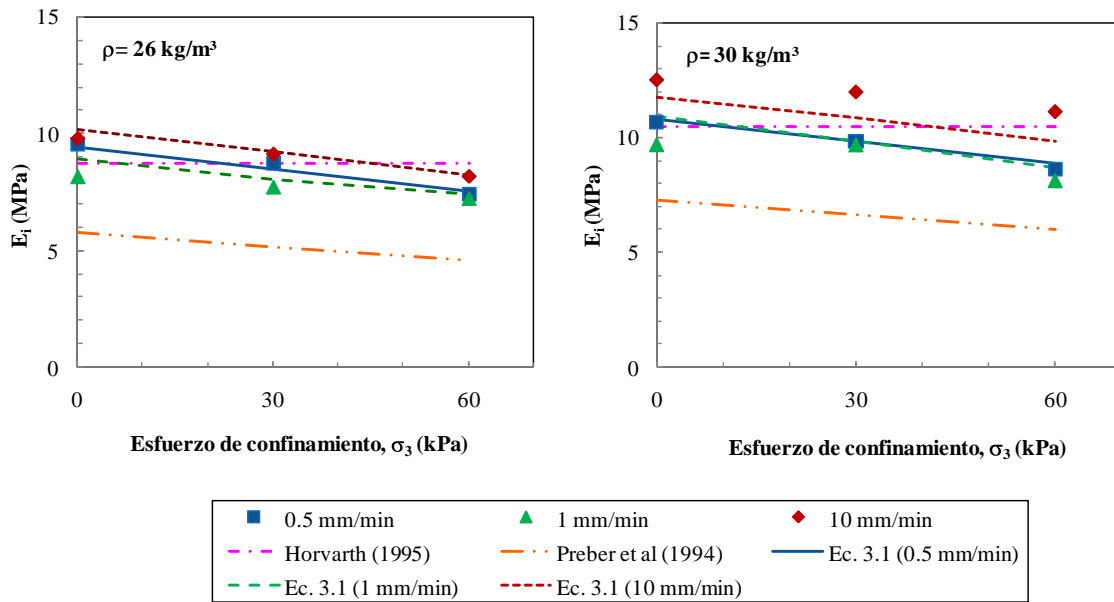 ρ= 26 kg/m³
15
10
5
0
E_i (MPa)
0 30 60
Esfuerzo de confinamiento, σ₃ (kPa)
ρ= 30 kg/m³
15
10
5
0
E_i (MPa)
0 30 60
Esfuerzo de confinamiento, σ₃ (kPa)
0.5 mm/min 1 mm/min 10 mm/min
Horvarth (1995) Preber et al (1994) Ec. 3.1 (0.5 mm/min)
Ec. 3.1 (1 mm/min) Ec. 3.1 (10 mm/min)